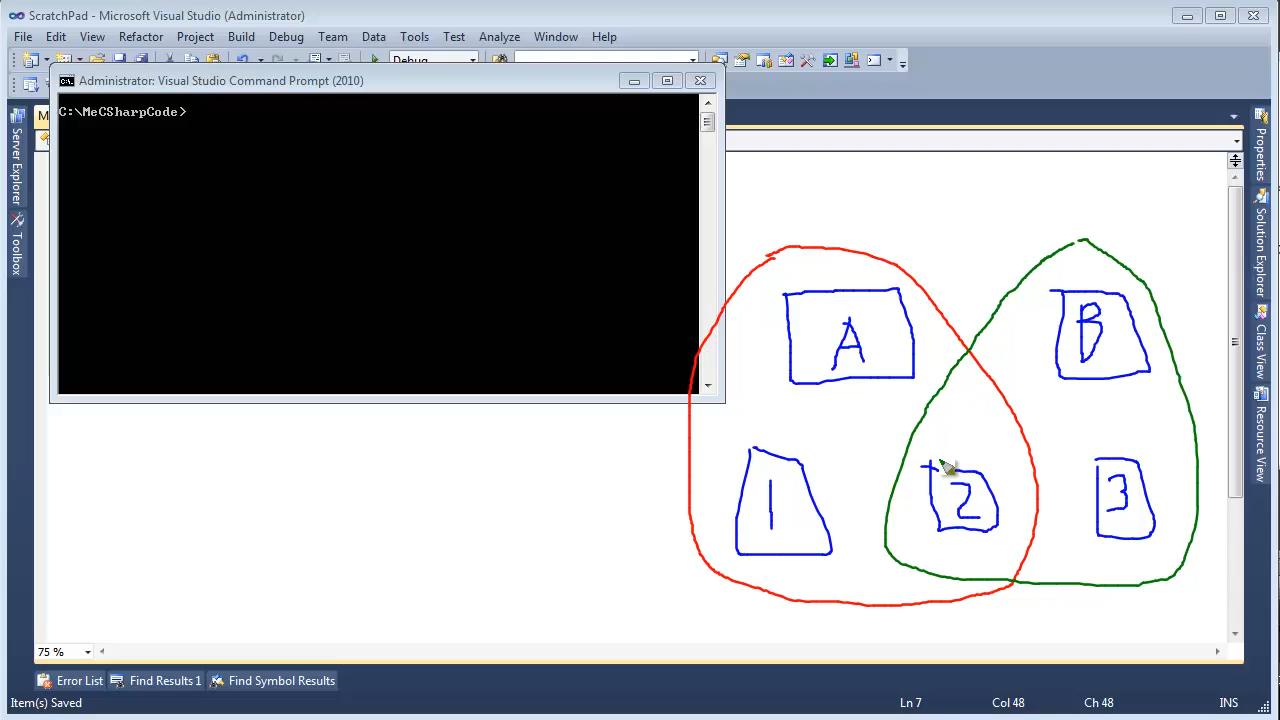 ScratchPad - Microsoft Visual Studio (Administrator)
File Edit View Refactor Project Build Debug Team Data Tools Test Analyze Window Help
Debug
Administrator: Visual Studio Command Prompt (2010)
C:\MeCSharpCode>
M
Server Explorer
Toolbox
Properties
Solution Explorer
Class View
Resource View
A
B
1
2
3
75 %
Error List Find Results 1 Find Symbol Results
Item(s) Saved Ln 7 Col 48 Ch 48 INS